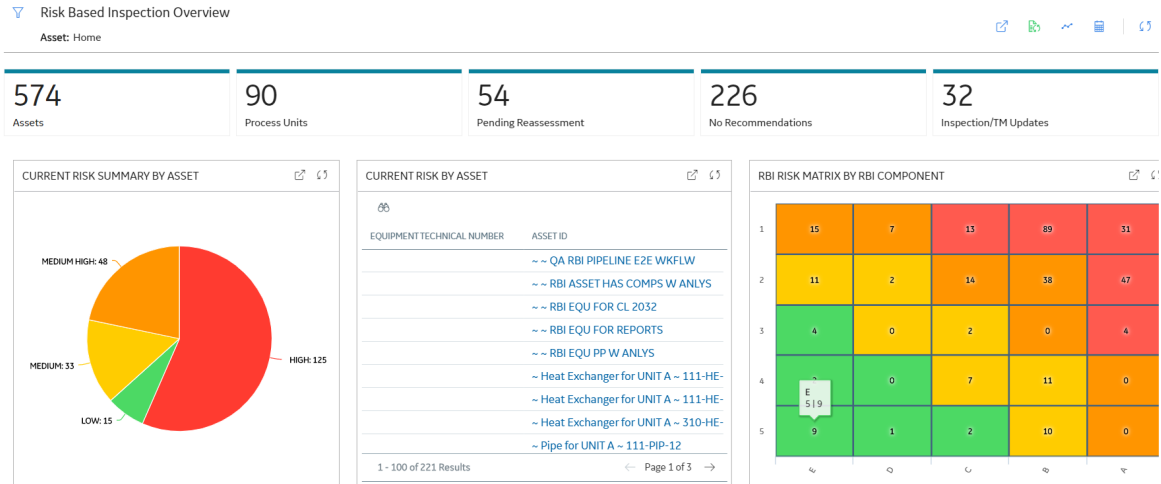 Risk Based Inspection Overview
Asset: Home
574
Assets
90
Process Units
54
Pending Reassessment
226
No Recommendations
32
Inspection/TM Updates
CURRENT RISK SUMMARY BY ASSET
MEDIUM HIGH: 48
MEDIUM: 33
LOW: 15
HIGH: 125
CURRENT RISK BY ASSET
EQUIPMENT TECHNICAL NUMBER ASSET ID
~ ~ QA RBI PIPELINE E2E WKFLW
~ ~ RBI ASSET HAS COMPS W ANLYS
~ ~ RBI EQU FOR CL 2032
~ ~ RBI EQU FOR REPORTS
~ ~ RBI EQU PP W ANLYS
~ Heat Exchanger for UNIT A ~ 111-HE-
~ Heat Exchanger for UNIT A ~ 111-HE-
~ Heat Exchanger for UNIT A ~ 310-HE-
~ Pipe for UNIT A ~ 111-PIP-12
1 - 100 of 221 Results Page 1 of 3
RBI RISK MATRIX BY RBI COMPONENT
1 15 7 13 89 31
2 11 2 14 38 47
3 4 0 2 0 4
4 0 7 11 0
E
5 | 9
5 9 1 2 10 0
E D C B A